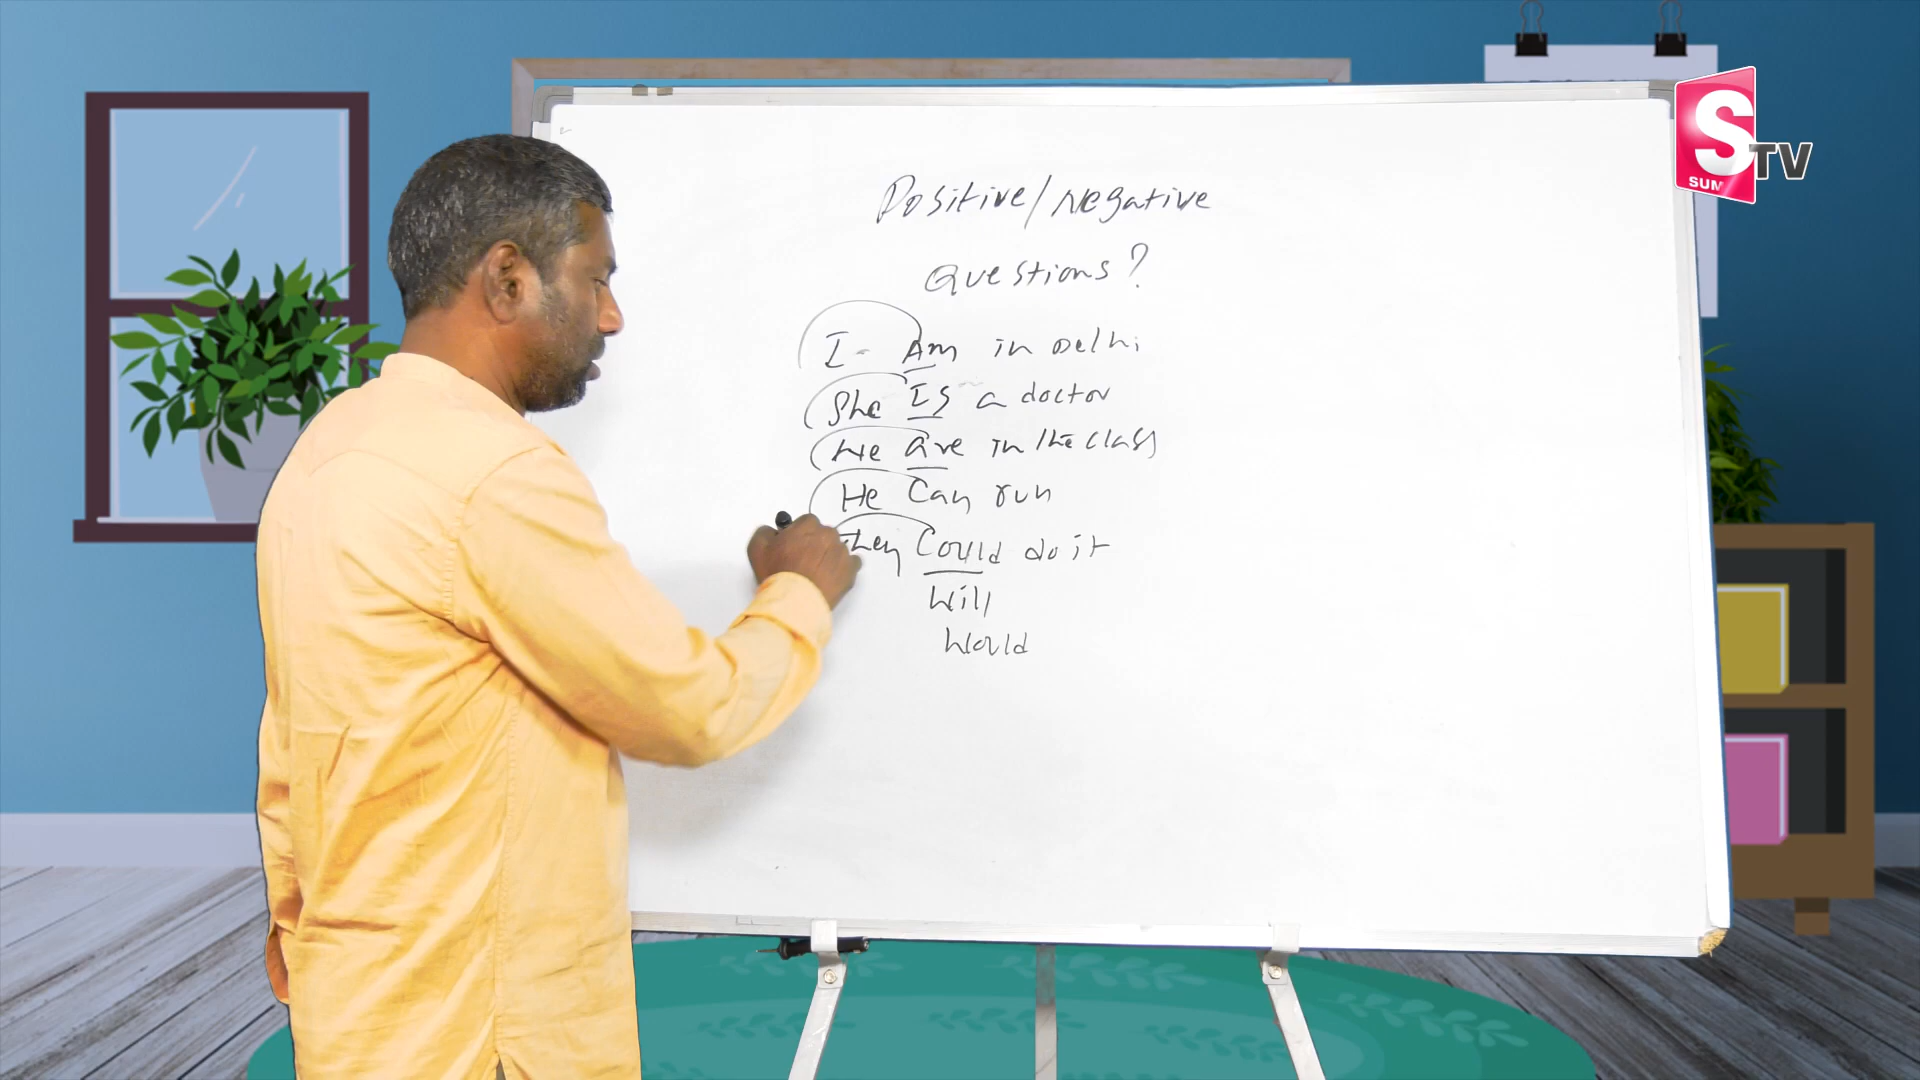 Positive/Negative
Questions?
I - Am in Delhi
She IS a doctor
We are in the class
He Can run
They Could do it
Will
Would
S TV
SUM